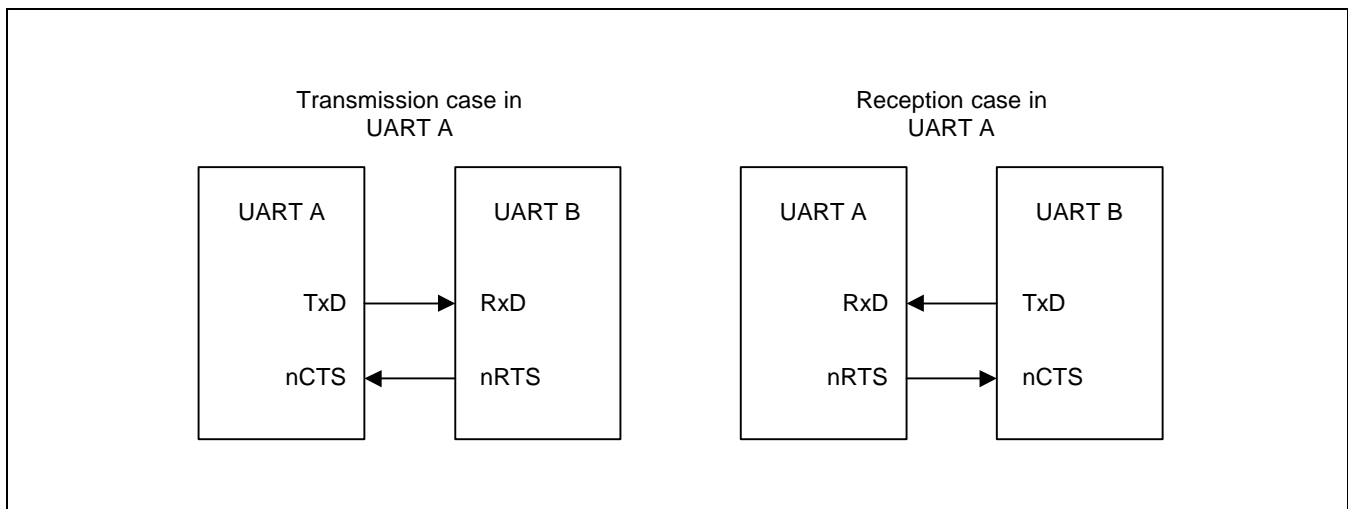 Transmission case in
UART A
UART A
UART B
TxD
RxD
nCTS
nRTS
Reception case in
UART A
UART A
UART B
RxD
TxD
nRTS
nCTS